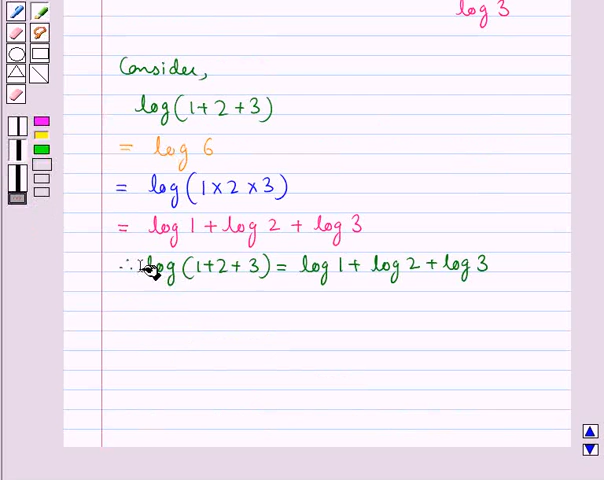 log 3
Consider,
log(1+2+3)
= log 6
= log(1×2×3)
= log 1 + log 2 + log 3
∴ log(1+2+3) = log 1 + log 2 + log 3